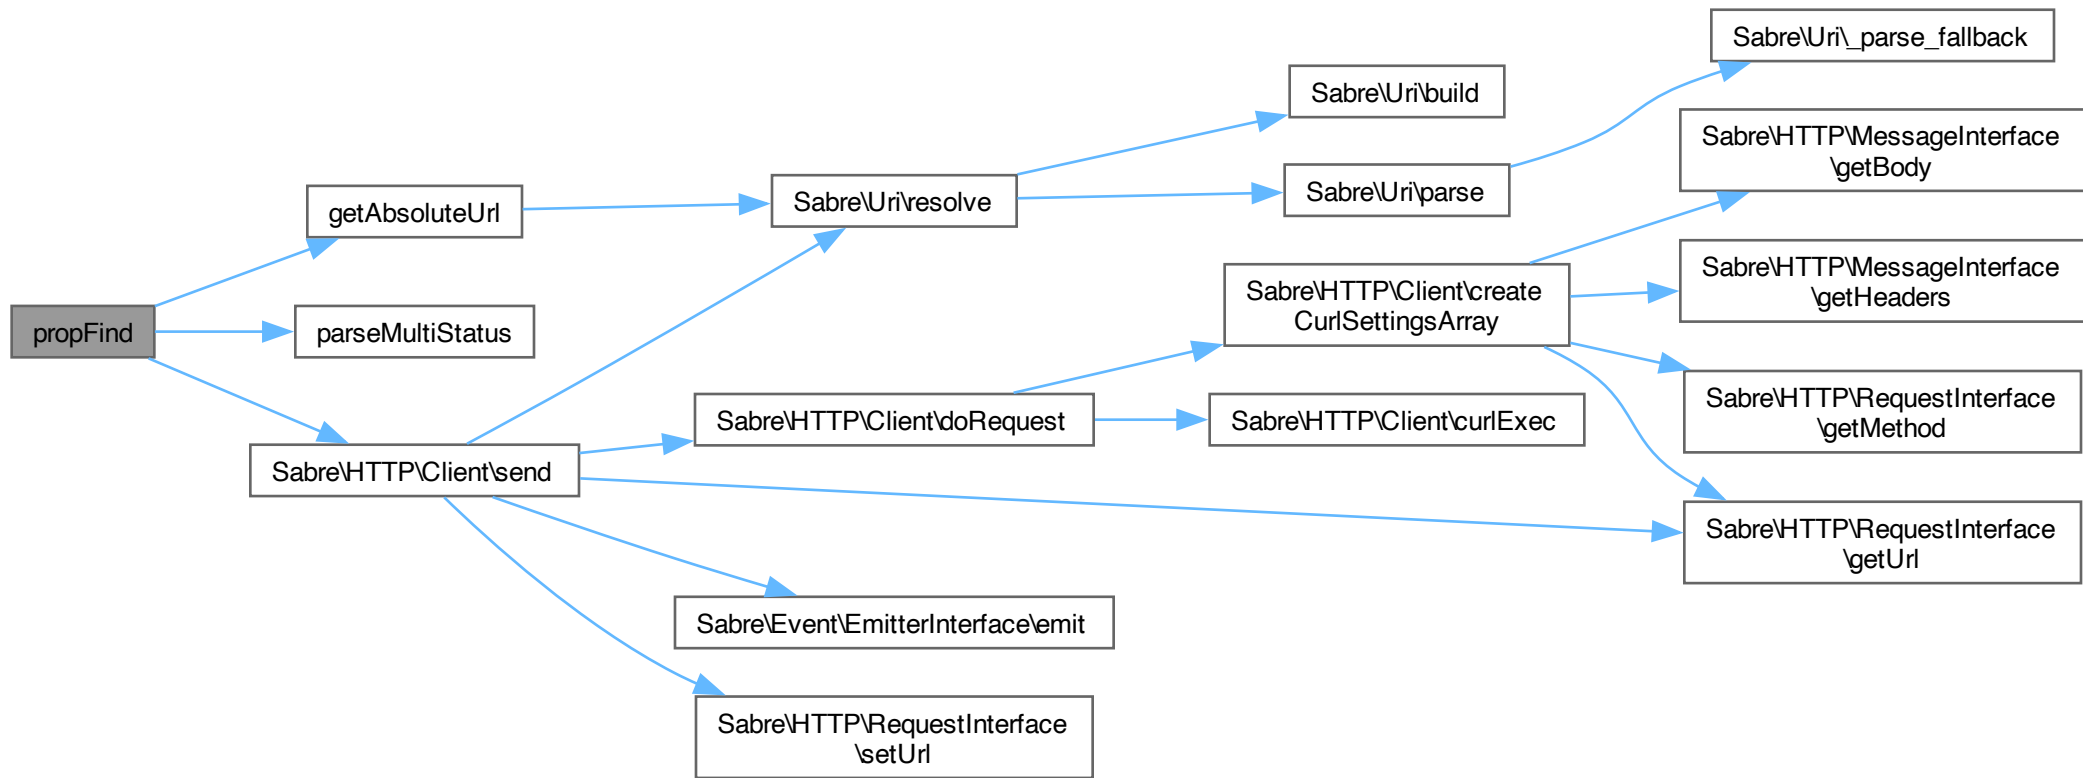 propFind
getAbsoluteUrl
parseMultiStatus
Sabre\HTTP\Client\send
Sabre\Uri\resolve
Sabre\HTTP\Client\doRequest
Sabre\Event\EmitterInterface\emit
Sabre\HTTP\RequestInterface
\setUrl
Sabre\Uri\build
Sabre\Uri\parse
Sabre\HTTP\Client\create
CurlSettingsArray
Sabre\HTTP\Client\curlExec
Sabre\Uri\_parse_fallback
Sabre\HTTP\MessageInterface
\getBody
Sabre\HTTP\MessageInterface
\getHeaders
Sabre\HTTP\RequestInterface
\getMethod
Sabre\HTTP\RequestInterface
\getUrl